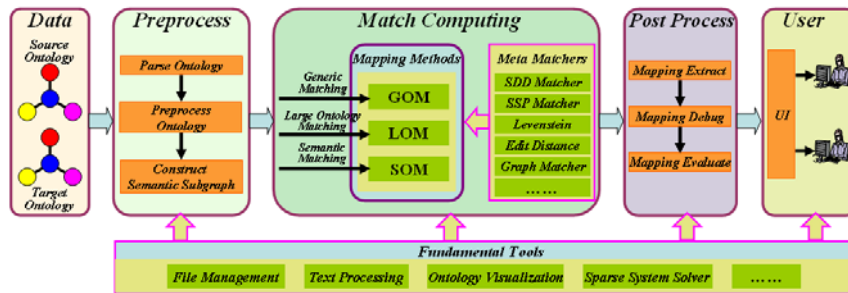 Data
Source
Ontology
Target
Ontology
Preprocess
Parse Ontology
Preprocess
Ontology
Construct
Semantic Subgraph
Match Computing
Generic
Matching
Large Ontology
Matching
Semantic
Matching
Mapping Methods
GOM
LOM
SOM
Meta Matchers
SDD Matcher
SSP Matcher
Levenstein
Edit Distance
Graph Matcher
......
Post Process
Mapping Extract
Mapping Debug
Mapping Evaluate
User
UI
Fundamental Tools
File Management
Text Processing
Ontology Visualization
Sparse System Solver
......